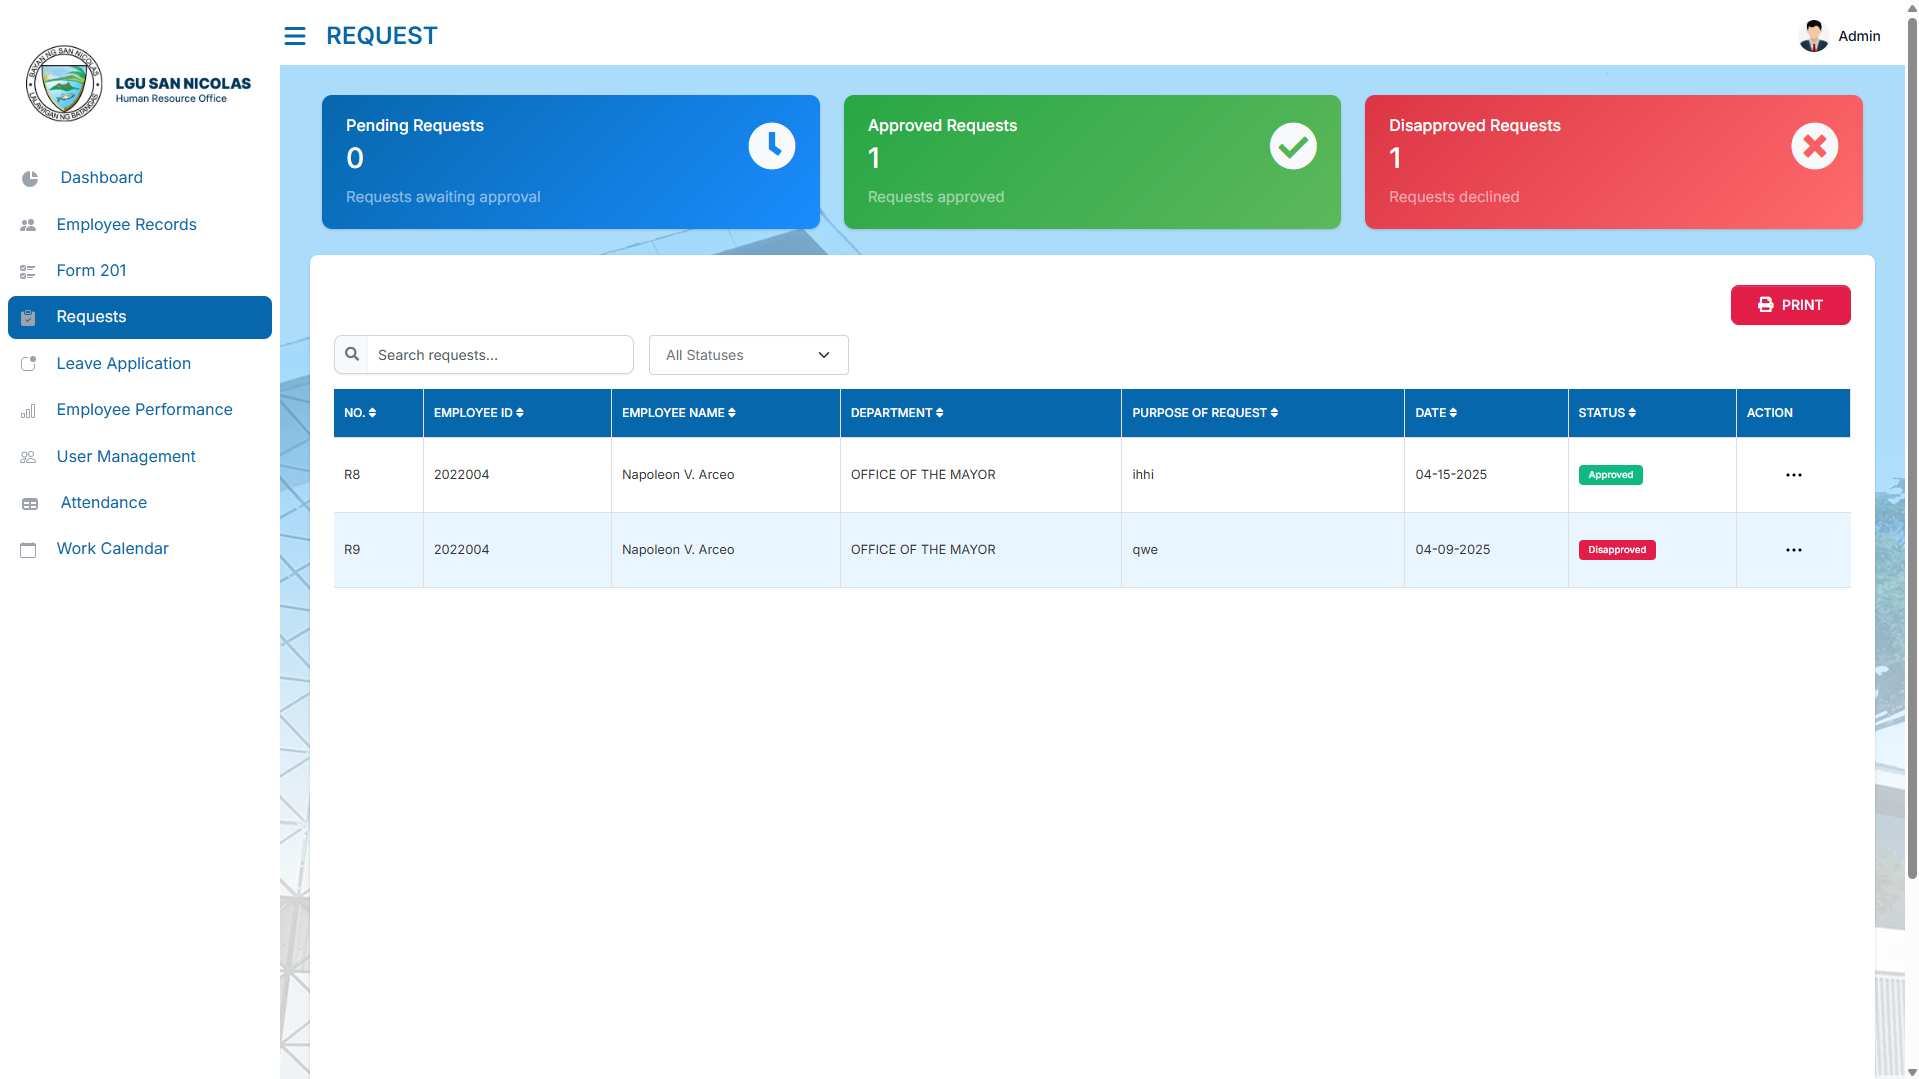 BAYAN NG SAN NICOLAS
LALAWIGAN NG BATANGAS
LGU SAN NICOLAS
Human Resource Office
Dashboard
Employee Records
Form 201
Requests
Leave Application
Employee Performance
User Management
Attendance
Work Calendar
REQUEST
Admin
Pending Requests
0
Requests awaiting approval
Approved Requests
1
Requests approved
Disapproved Requests
1
Requests declined
PRINT
Search requests...
All Statuses
NO. EMPLOYEE ID EMPLOYEE NAME DEPARTMENT PURPOSE OF REQUEST DATE STATUS ACTION
R8 2022004 Napoleon V. Arceo OFFICE OF THE MAYOR ihhi 04-15-2025 Approved ...
R9 2022004 Napoleon V. Arceo OFFICE OF THE MAYOR qwe 04-09-2025 Disapproved ...